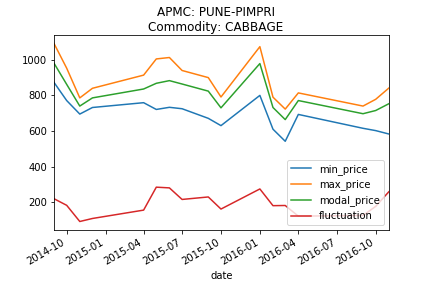 APMC: PUNE-PIMPRI
Commodity: CABBAGE
1000
800
600
400
200
min_price
max_price
modal_price
fluctuation
2014-10
2015-01
2015-04
2015-07
2015-10
2016-01
2016-04
2016-07
2016-10
date